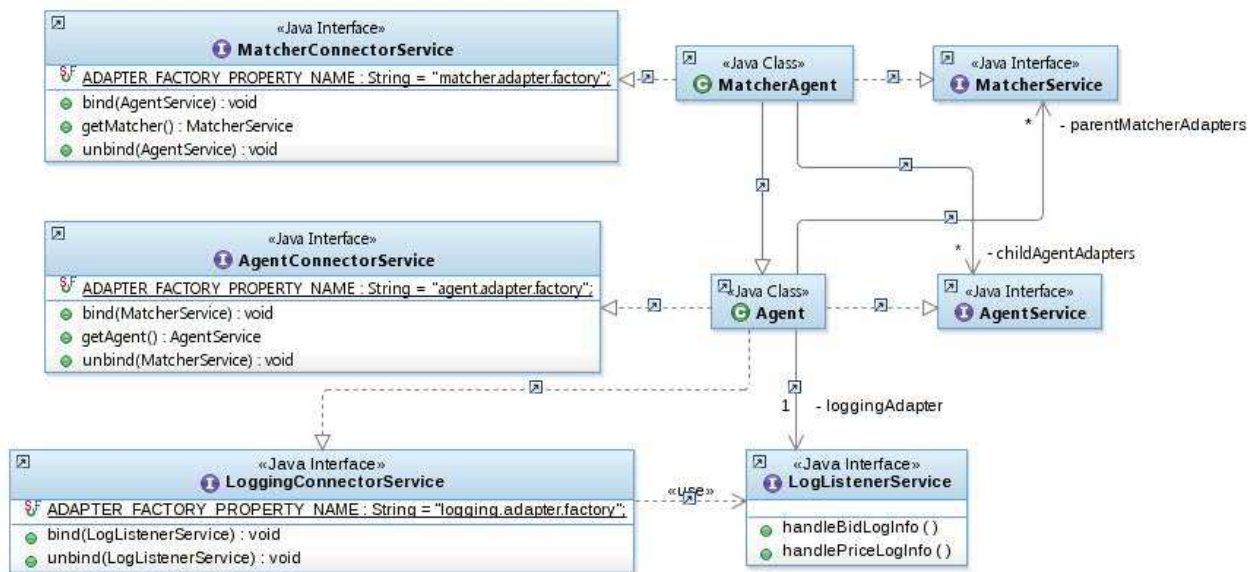 «Java Interface»
MatcherConnectorService
ADAPTER_FACTORY_PROPERTY_NAME : String = "matcher.adapter.factory";
bind(AgentService) : void
getMatcher() : MatcherService
unbind(AgentService) : void
«Java Class»
MatcherAgent
«Java Interface»
MatcherService
* - parentMatcherAdapters
* - childAgentAdapters
«Java Interface»
AgentConnectorService
ADAPTER_FACTORY_PROPERTY_NAME : String = "agent.adapter.factory";
bind(MatcherService) : void
getAgent() : AgentService
unbind(MatcherService) : void
«Java Class»
Agent
«Java Interface»
AgentService
1 - loggingAdapter
«Java Interface»
LoggingConnectorService
ADAPTER_FACTORY_PROPERTY_NAME : String = "logging.adapter.factory";
bind(LogListenerService) : void
unbind(LogListenerService) : void
«use»
«Java Interface»
LogListenerService
handleBidLogInfo ( )
handlePriceLogInfo ( )